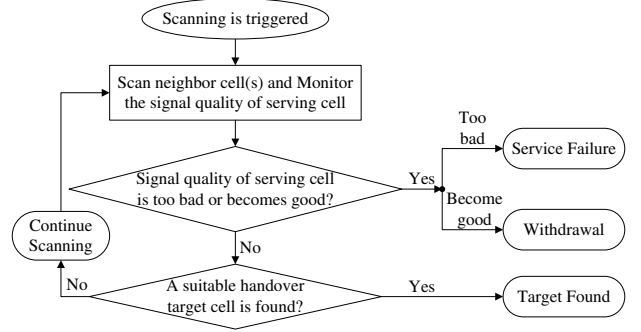 Scanning is triggered
Scan neighbor cell(s) and Monitor
the signal quality of serving cell
Signal quality of serving cell
is too bad or becomes good?
Yes
Too
bad
Service Failure
Become
good
Withdrawal
No
Continue
Scanning
No
A suitable handover
target cell is found?
Yes
Target Found